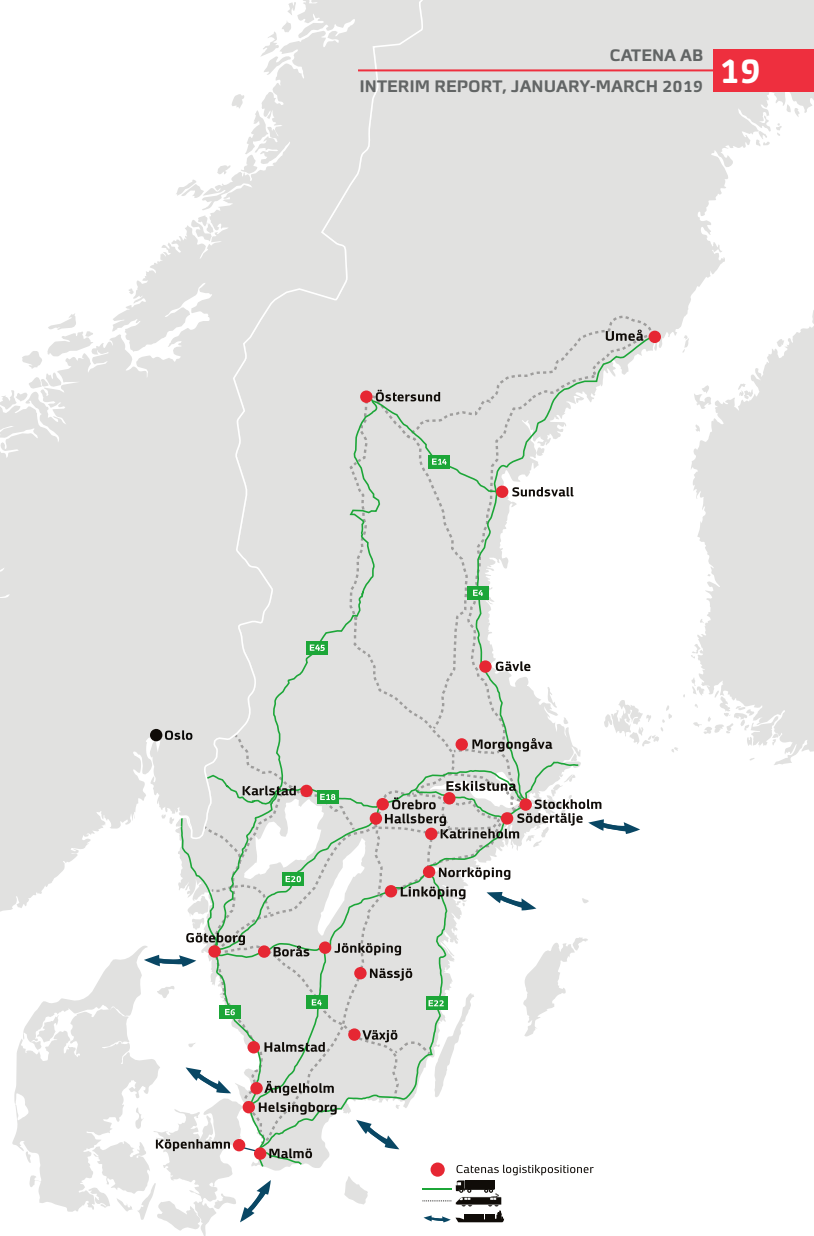 CATENA AB
19
INTERIM REPORT, JANUARY-MARCH 2019
Umeå
Östersund
E14
Sundsvall
E4
E45
Gävle
Oslo
Morgongåva
Eskilstuna
Karlstad
E18
Örebro
Stockholm
Hallsberg
Södertälje
Katrineholm
Norrköping
E20
Linköping
Göteborg
Borås
Jönköping
Nässjö
E4
E22
E6
Växjö
Halmstad
Ängelholm
Helsingborg
Köpenhamn
Malmö
Catenas logistikpositioner